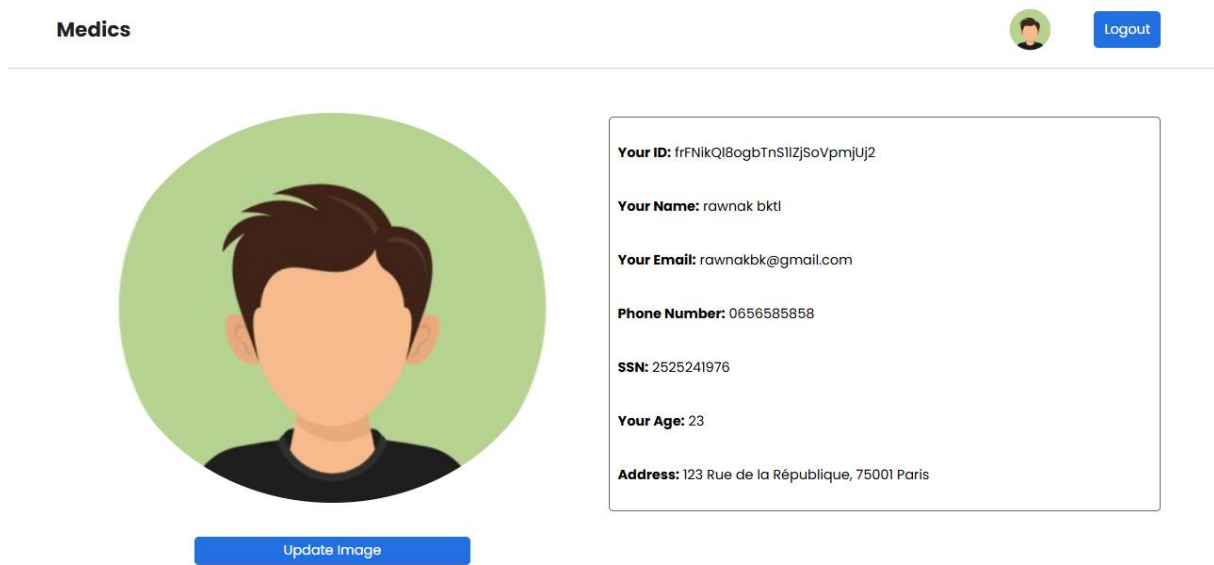 Medics
Logout
Your ID: frFNikQl8ogbTnS1lZjSoVpmjUj2
Your Name: rawnak bktl
Your Email: rawnakbk@gmail.com
Phone Number: 0656585858
SSN: 2525241976
Your Age: 23
Address: 123 Rue de la République, 75001 Paris
Update Image